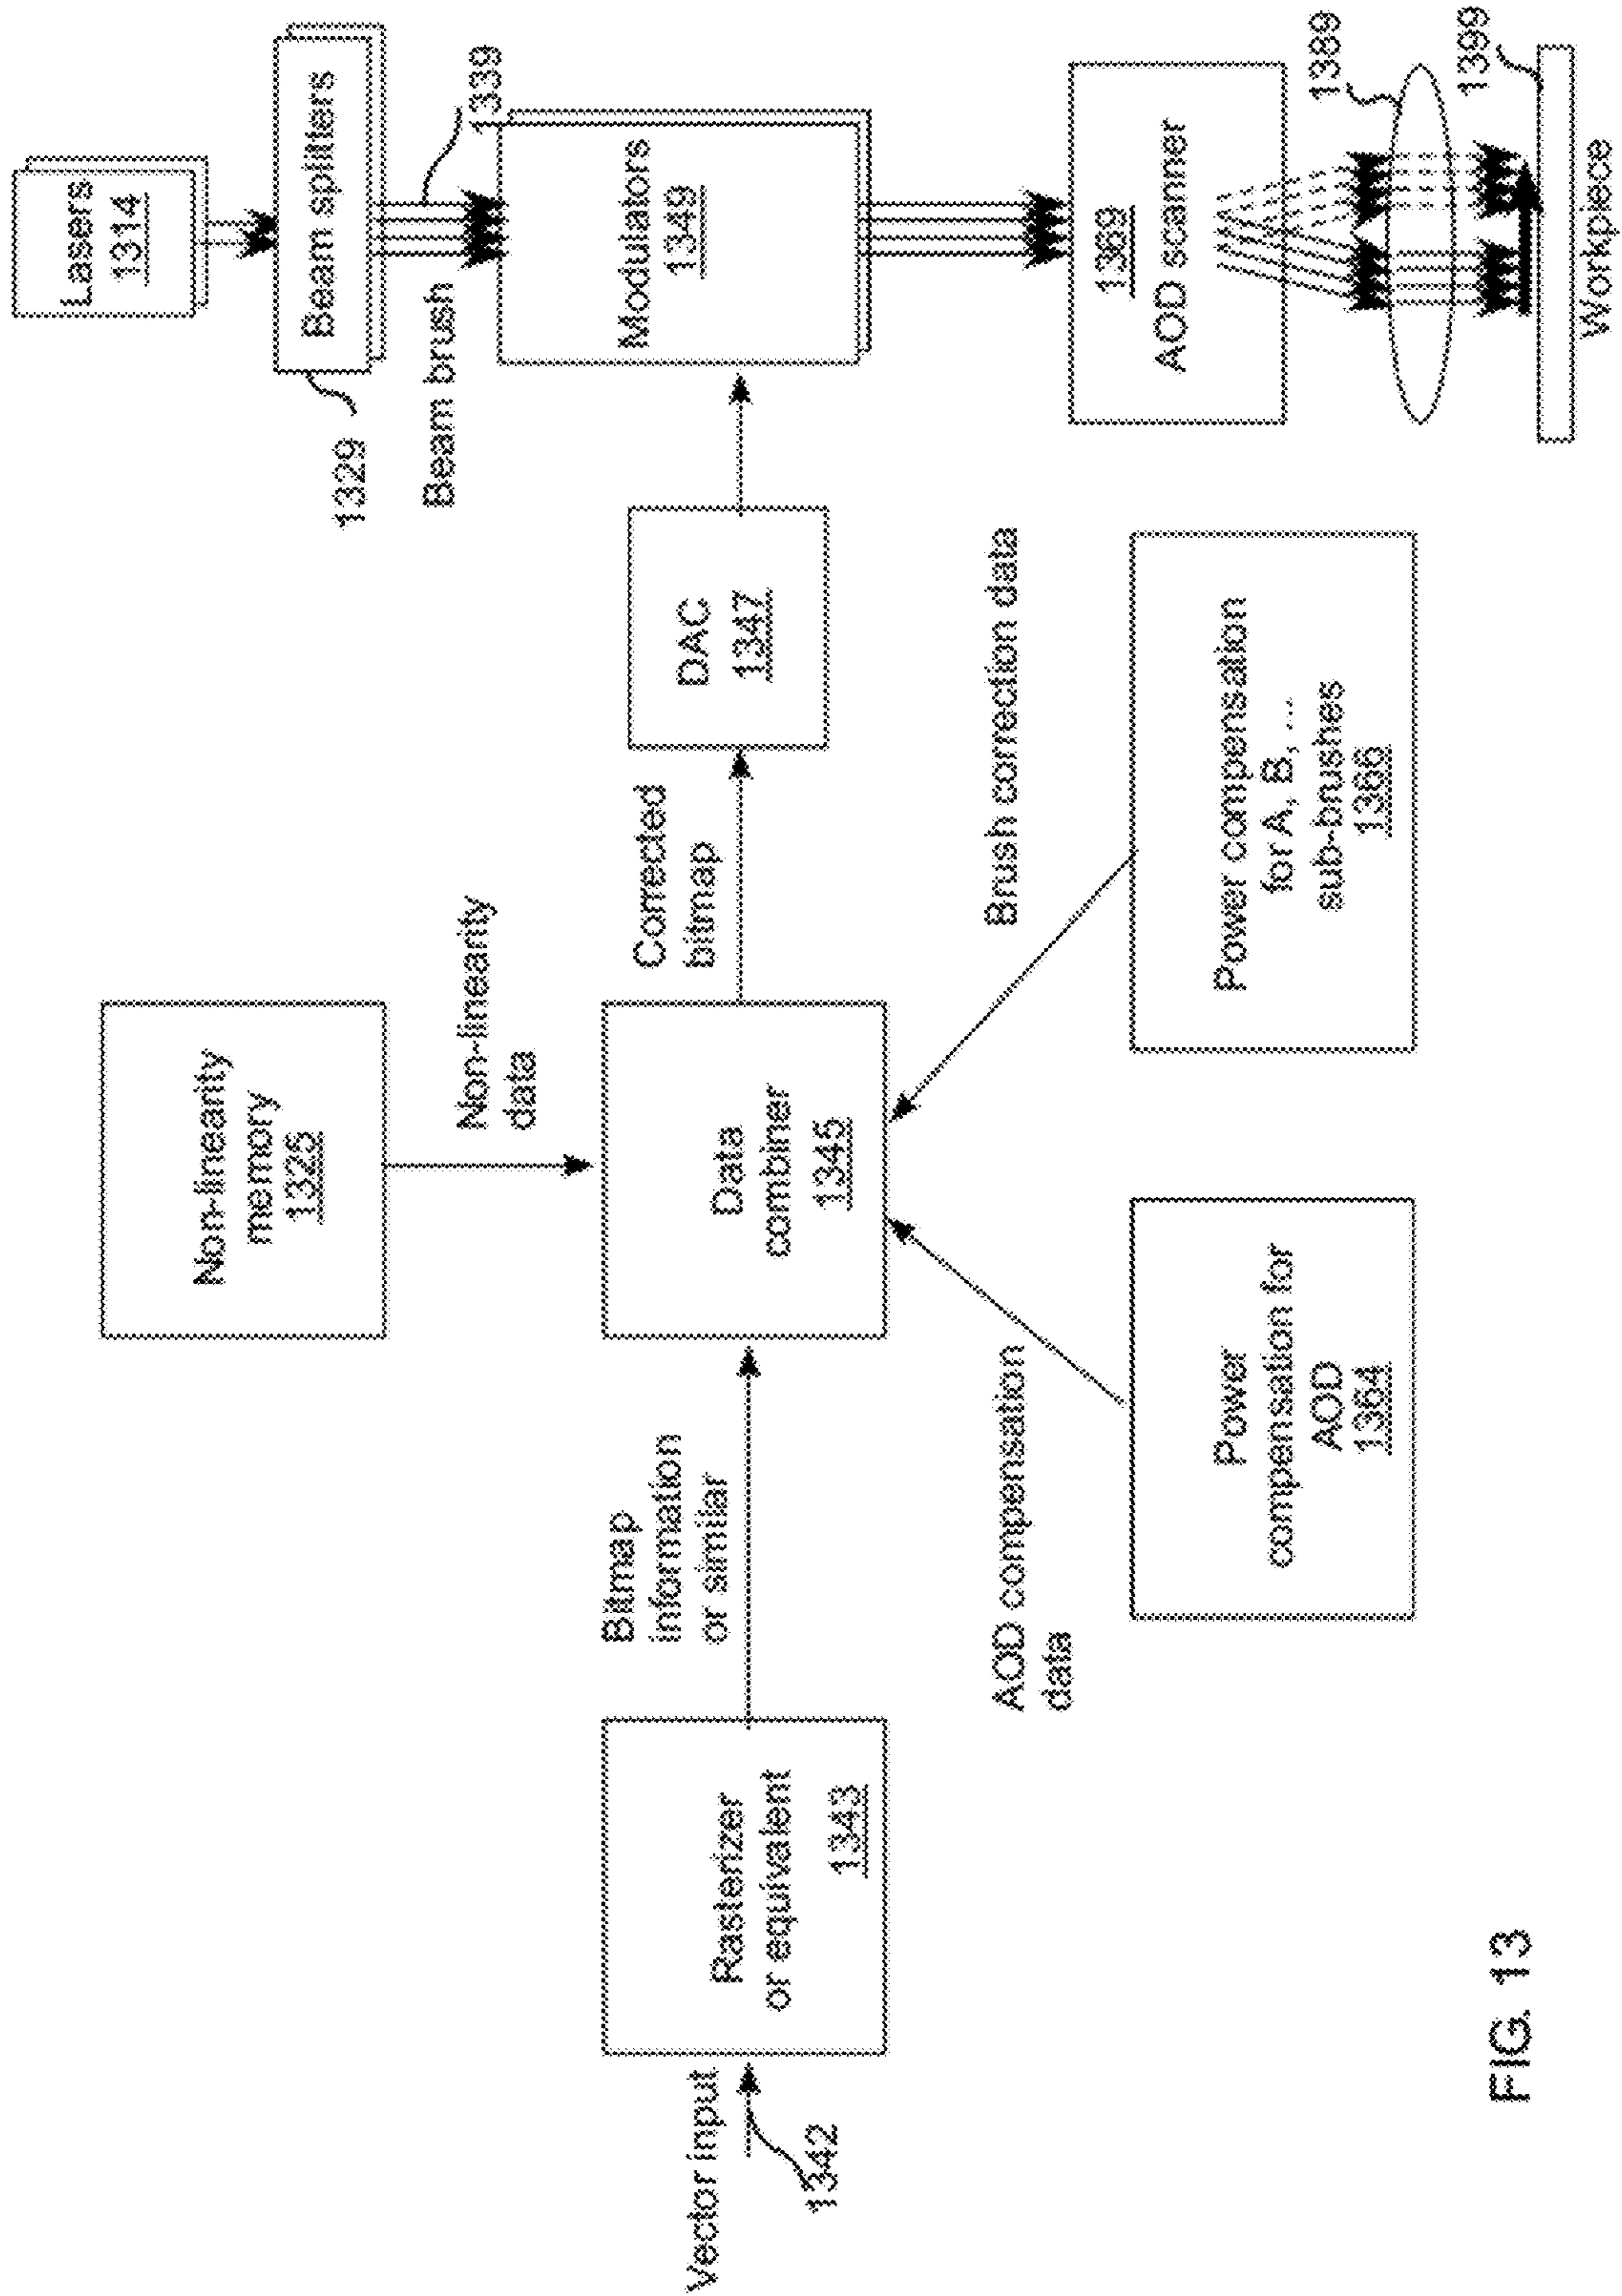 Lasers
1314
Beam splitters
1329
Beam brush
1339
Modulators
1349
Non-linearity
memory
1325
Non-linearity
data
Vector input
1342
Rasterizer
or equivalent
1343
Bitmap
information
or similar
Data
combiner
1345
Corrected
bitmap
DAC
1347
AOD compensation
data
Brush correction data
Power
compensation for
AOD
1364
Power compensation
for A, B, ...
sub-brushes
1366
1369
AOD scanner
1389
1399
Workpiece
FIG. 13